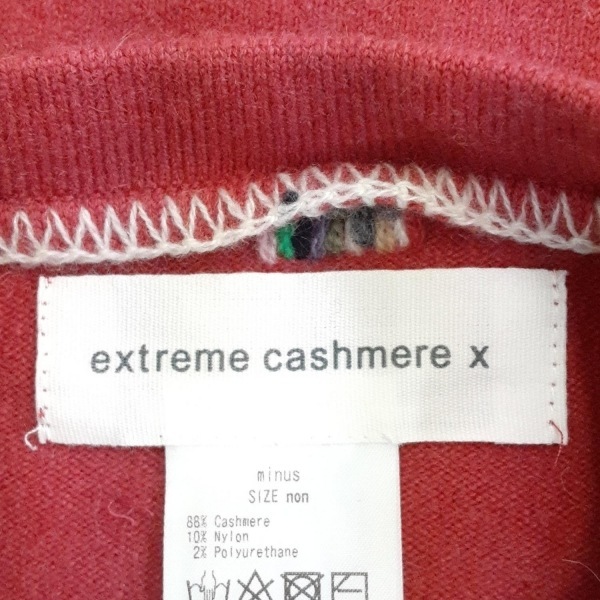 extreme cashmere x
minus
SIZE non
88% Cashmere
10% Nylon
2% Polyurethane